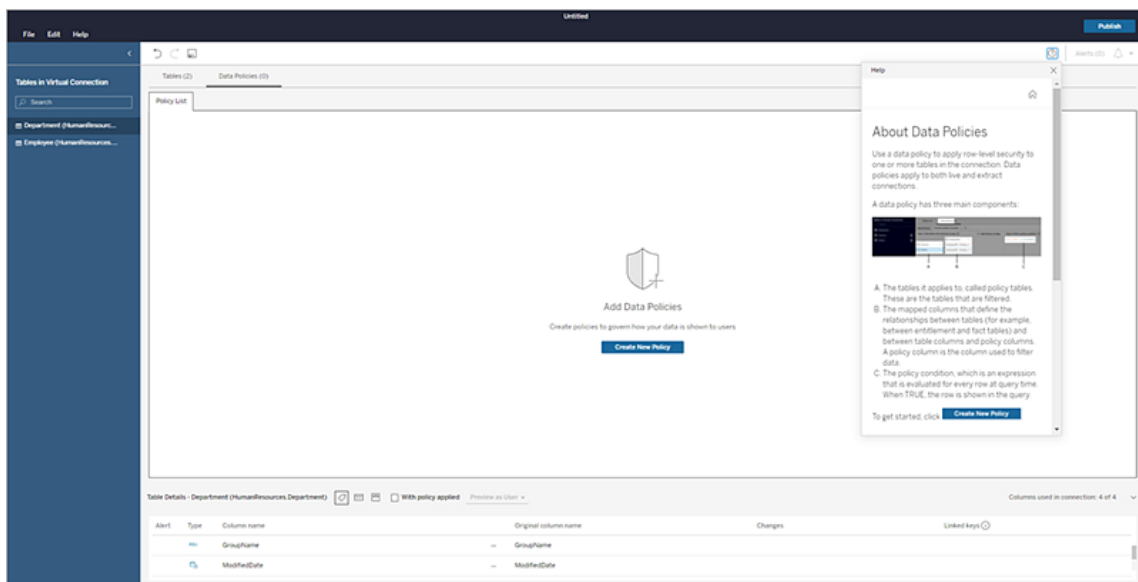 Untitled
File Edit Help
Publish
Alerts (0)
Tables in Virtual Connection
Search
Department (HumanResourc...
Employee (HumanResources....
Tables (2) Data Policies (0)
Policy List
Add Data Policies
Create policies to govern how your data is shown to users
Create New Policy
Help
About Data Policies
Use a data policy to apply row-level security to
one or more tables in the connection. Data
policies apply to both live and extract
connections.
A data policy has three main components:
A B C
A. The tables it applies to, called policy tables.
These are the tables that are filtered.
B. The mapped columns that define the
relationships between tables (for example,
between entitlement and fact tables) and
between table columns and policy columns.
A policy column is the column used to filter
data.
C. The policy condition, which is an expression
that is evaluated for every row at query time.
When TRUE, the row is shown in the query.
To get started, click Create New Policy
Table Details - Department (HumanResources.Department) With policy applied Preview as User Columns used in connection: 4 of 4
Alert Type Column name Original column name Changes Linked keys
GroupName GroupName
ModifiedDate ModifiedDate